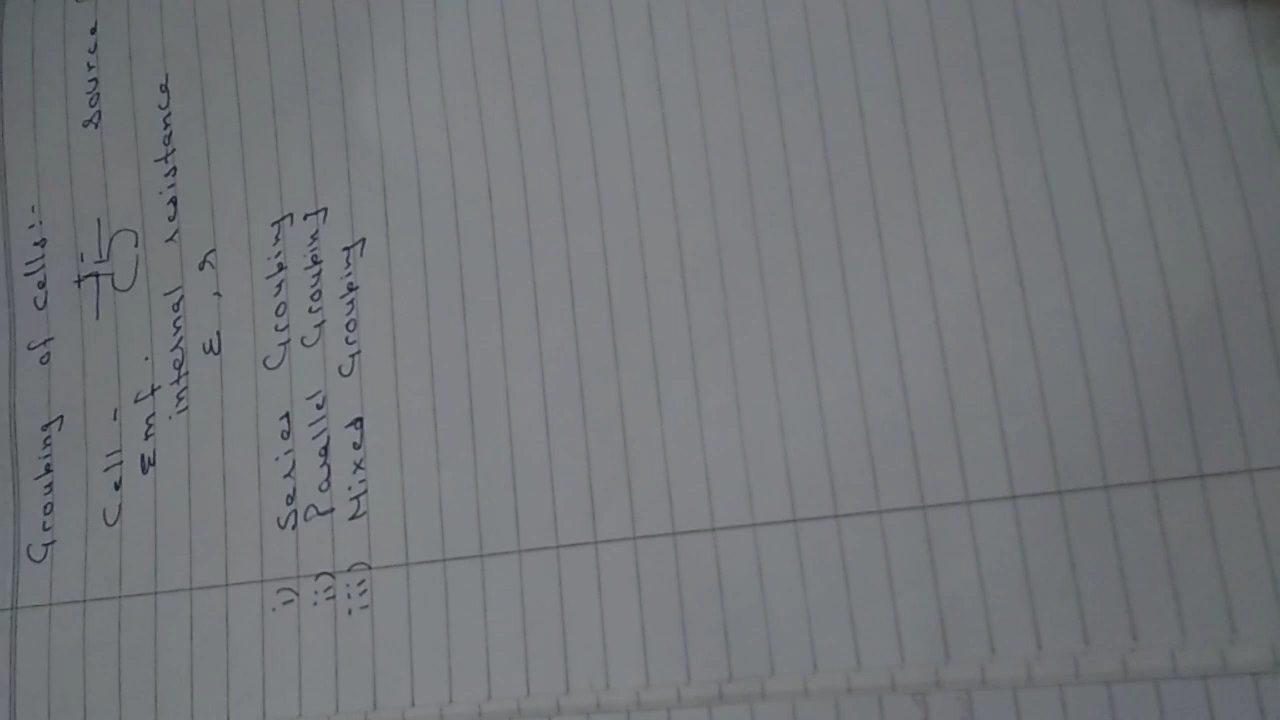 Grouping of cells:-
Cell - Source
Emf.
internal resistance
E, r
i) Series Grouping
ii) Parallel Grouping
iii) Mixed Grouping